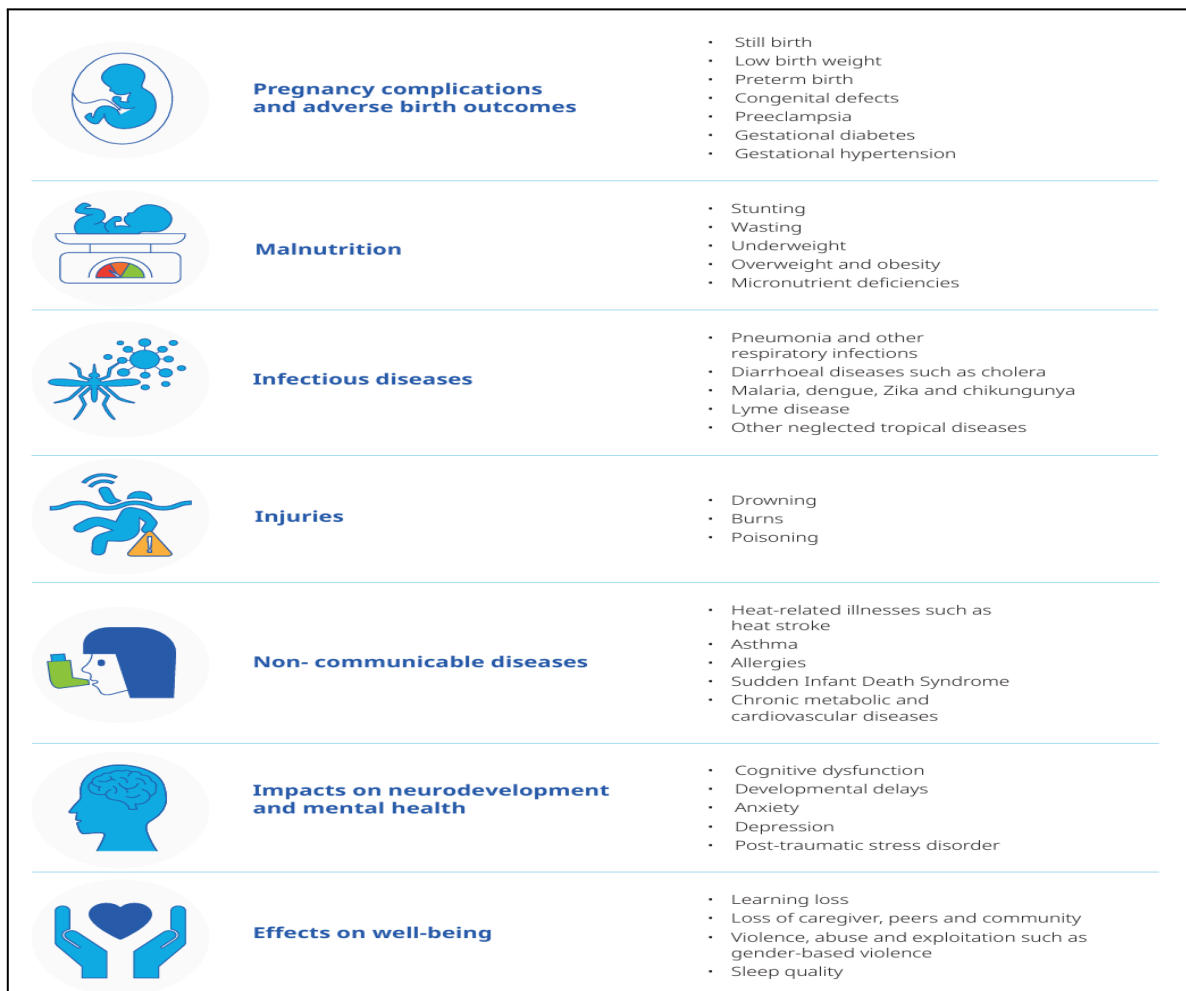 Pregnancy complications
and adverse birth outcomes
• Still birth
• Low birth weight
• Preterm birth
• Congenital defects
• Preeclampsia
• Gestational diabetes
• Gestational hypertension
Malnutrition
• Stunting
• Wasting
• Underweight
• Overweight and obesity
• Micronutrient deficiencies
Infectious diseases
• Pneumonia and other
respiratory infections
• Diarrhoeal diseases such as cholera
• Malaria, dengue, Zika and chikungunya
• Lyme disease
• Other neglected tropical diseases
Injuries
• Drowning
• Burns
• Poisoning
Non- communicable diseases
• Heat-related illnesses such as
heat stroke
• Asthma
• Allergies
• Sudden Infant Death Syndrome
• Chronic metabolic and
cardiovascular diseases
Impacts on neurodevelopment
and mental health
• Cognitive dysfunction
• Developmental delays
• Anxiety
• Depression
• Post-traumatic stress disorder
Effects on well-being
• Learning loss
• Loss of caregiver, peers and community
• Violence, abuse and exploitation such as
gender-based violence
• Sleep quality